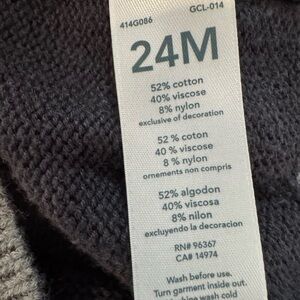 414G086 GCL-014
24M
52% cotton
40% viscose
8% nylon
exclusive of decoration
52 % coton
40 % viscose
8 % nylon
ornements non compris
52% algodon
40% viscosa
8% nilon
excluyendo la decoracion
RN# 96367
CA# 14974
Wash before use.
Turn garment inside out.
wash cold